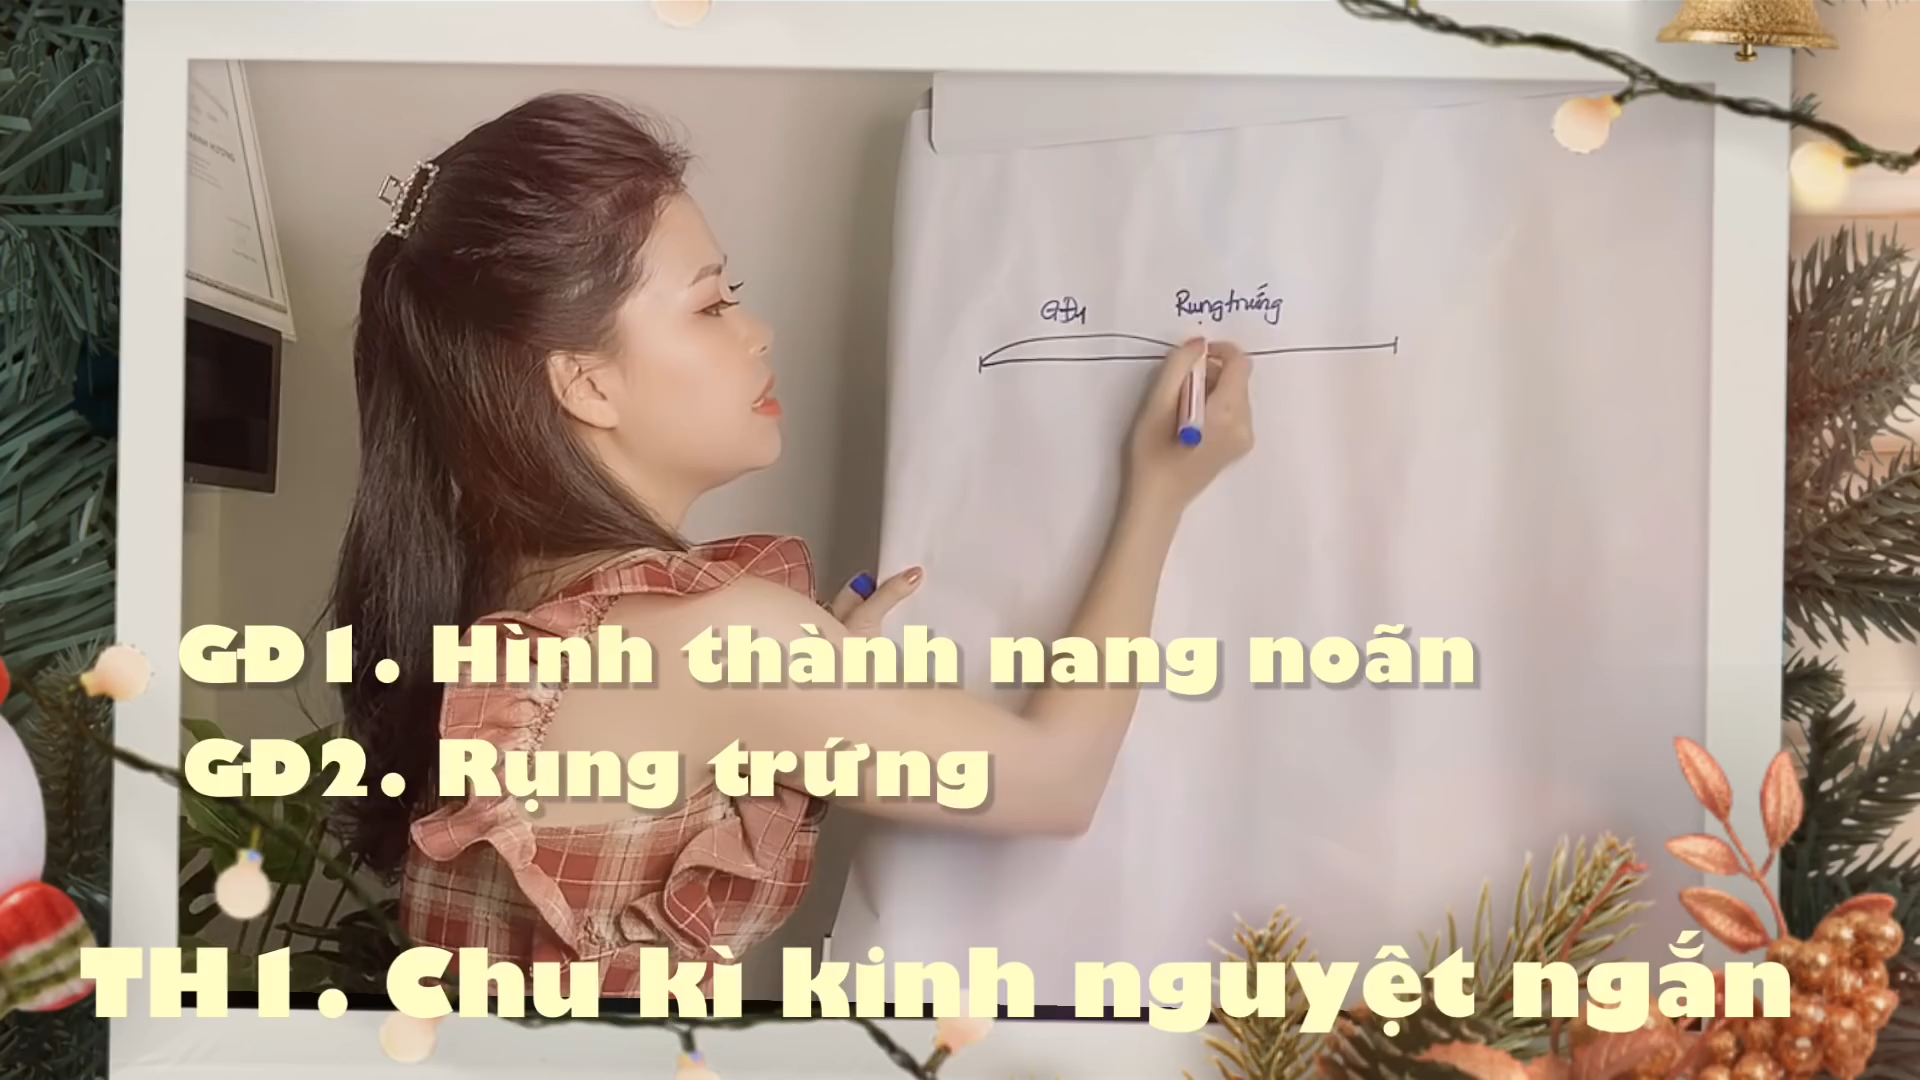 GĐ1
Rụng trứng
GĐ1. Hình thành nang noãn
GĐ2. Rụng trứng
TH1. Chu kì kinh nguyệt ngắn